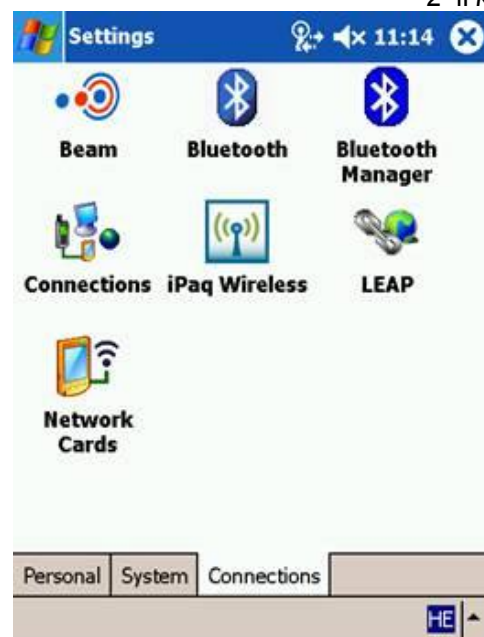 Settings 11:14
Beam Bluetooth Bluetooth
Manager
Connections iPaq Wireless LEAP
Network
Cards
Personal System Connections
HE